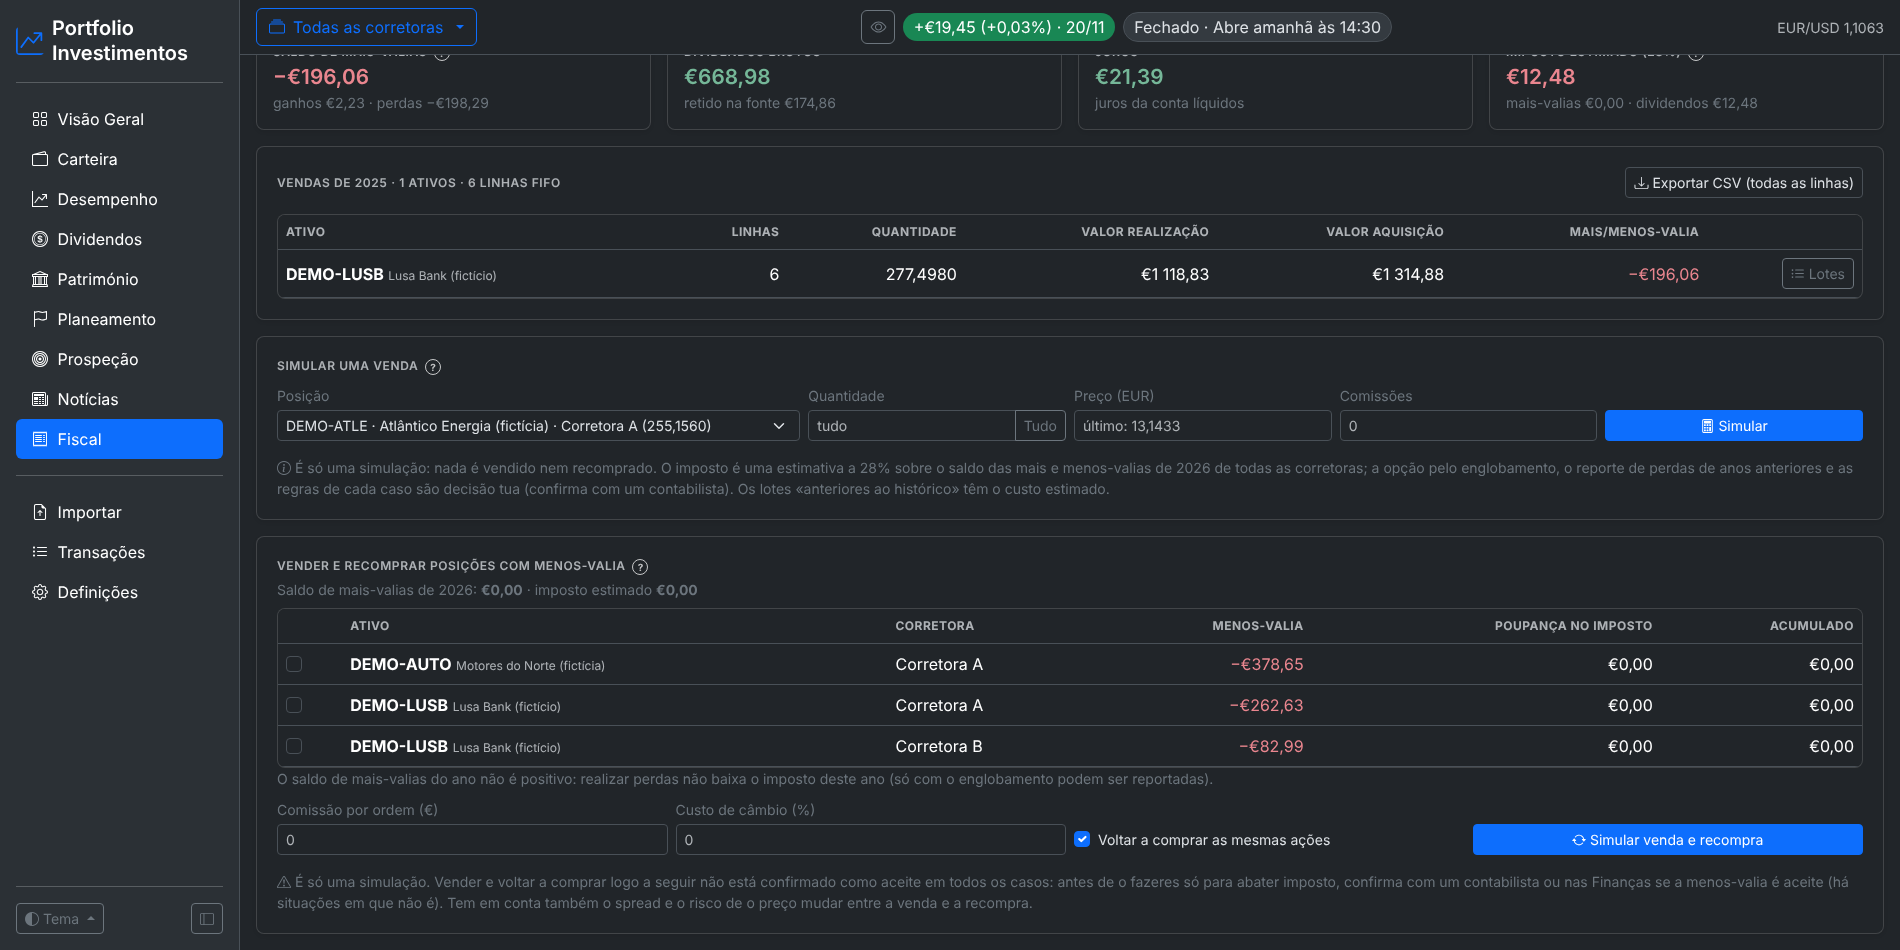 Portfolio
Investimentos
Todas as corretoras
+€19,45 (+0,03%) · 20/11
Fechado · Abre amanhã às 14:30
EUR/USD 1,1063
Visão Geral
Carteira
Desempenho
Dividendos
Património
Planeamento
Prospeção
Notícias
Fiscal
Importar
Transações
Definições
Tema
−€196,06
ganhos €2,23 · perdas −€198,29
€668,98
retido na fonte €174,86
€21,39
juros da conta líquidos
€12,48
mais-valias €0,00 · dividendos €12,48
VENDAS DE 2025 · 1 ATIVOS · 6 LINHAS FIFO
Exportar CSV (todas as linhas)
ATIVO LINHAS QUANTIDADE VALOR REALIZAÇÃO VALOR AQUISIÇÃO MAIS/MENOS-VALIA
DEMO-LUSB Lusa Bank (fictício) 6 277,4980 €1 118,83 €1 314,88 −€196,06 Lotes
SIMULAR UMA VENDA ?
Posição Quantidade Preço (EUR) Comissões
DEMO-ATLE · Atlântico Energia (fictícia) · Corretora A (255,1560) tudo Tudo último: 13,1433 0 Simular
É só uma simulação: nada é vendido nem recomprado. O imposto é uma estimativa a 28% sobre o saldo das mais e menos-valias de 2026 de todas as corretoras; a opção pelo englobamento, o reporte de perdas de anos anteriores e as
regras de cada caso são decisão tua (confirma com um contabilista). Os lotes «anteriores ao histórico» têm o custo estimado.
VENDER E RECOMPRAR POSIÇÕES COM MENOS-VALIA ?
Saldo de mais-valias de 2026: €0,00 · imposto estimado €0,00
ATIVO CORRETORA MENOS-VALIA POUPANÇA NO IMPOSTO ACUMULADO
DEMO-AUTO Motores do Norte (fictícia) Corretora A −€378,65 €0,00 €0,00
DEMO-LUSB Lusa Bank (fictício) Corretora A −€262,63 €0,00 €0,00
DEMO-LUSB Lusa Bank (fictício) Corretora B −€82,99 €0,00 €0,00
O saldo de mais-valias do ano não é positivo: realizar perdas não baixa o imposto deste ano (só com o englobamento podem ser reportadas).
Comissão por ordem (€) Custo de câmbio (%)
0 0 Voltar a comprar as mesmas ações Simular venda e recompra
É só uma simulação. Vender e voltar a comprar logo a seguir não está confirmado como aceite em todos os casos: antes de o fazeres só para abater imposto, confirma com um contabilista ou nas Finanças se a menos-valia é aceite (há
situações em que não é). Tem em conta também o spread e o risco de o preço mudar entre a venda e a recompra.